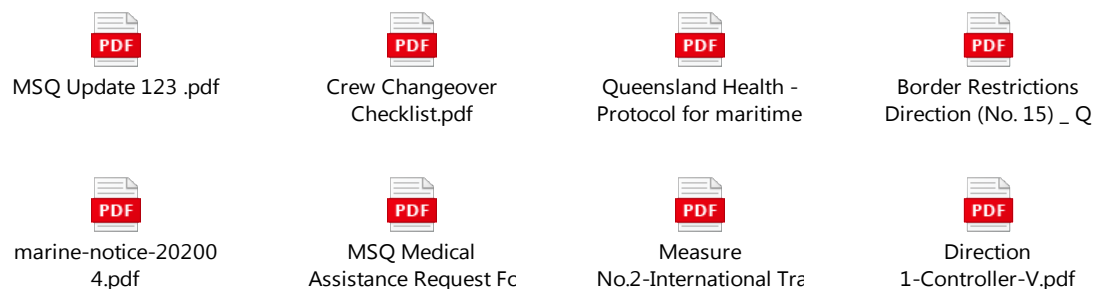 PDF PDF PDF PDF
MSQ Update 123 .pdf
Crew Changeover
Checklist.pdf
Queensland Health -
Protocol for maritime
Border Restrictions
Direction (No. 15) _ Q
PDF PDF PDF PDF
marine-notice-20200
4.pdf
MSQ Medical
Assistance Request Fo
Measure
No.2-International Tra
Direction
1-Controller-V.pdf